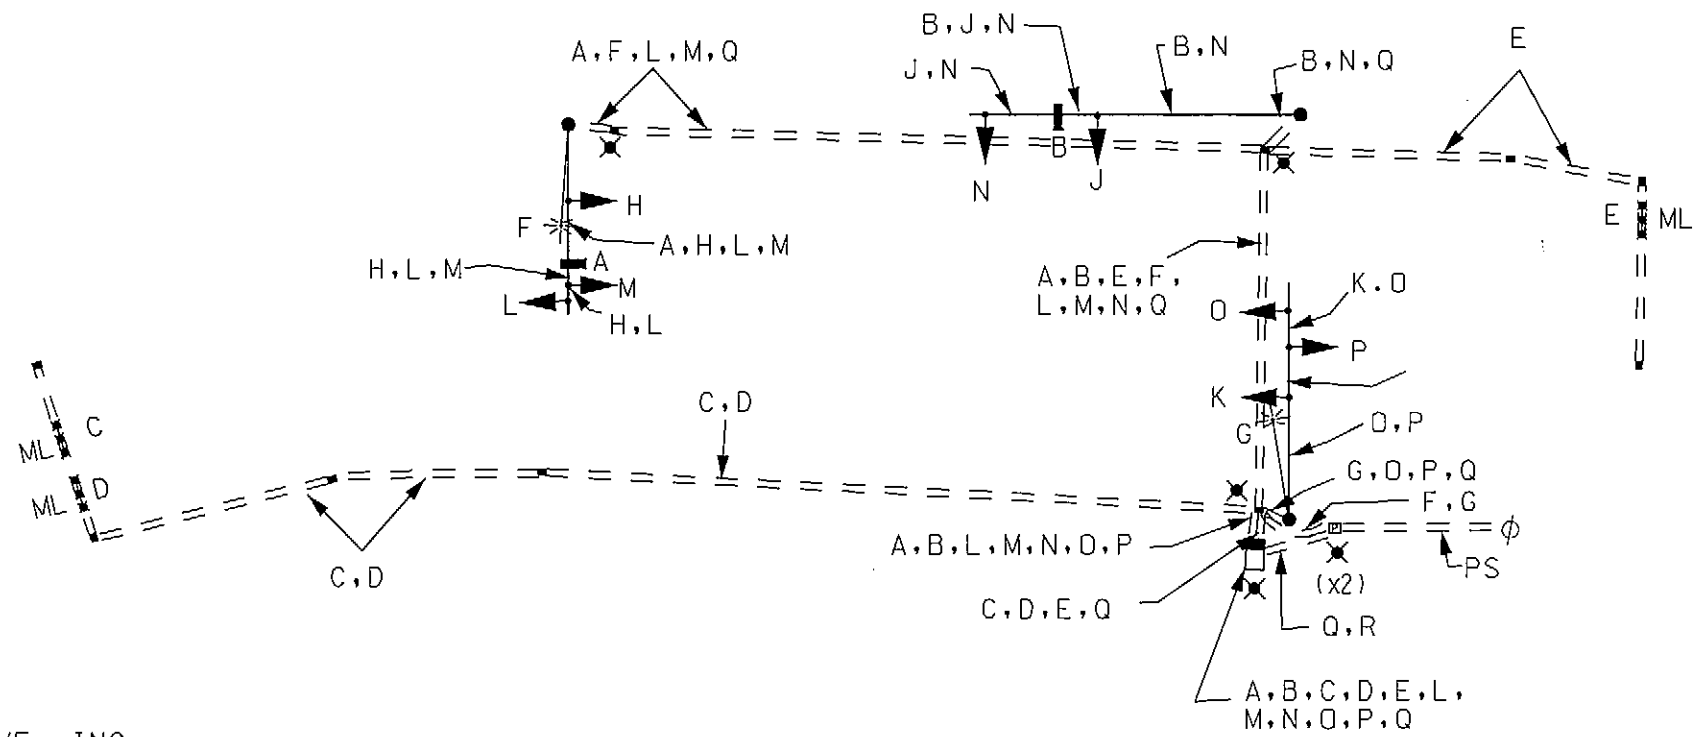 A,F,L,M,Q
B,J,N
J,N
B,N
B,N,Q
E
B
N
J
H
F
A,H,L,M
A
H,L,M
M
L
H,L
E
ML
A,B,E,F,
L,M,N,Q
K.O
O
P
K
C
ML
D
ML
C,D
G
O,P
G,O,P,Q
F,G
P
ϕ
C,D
A,B,L,M,N,O,P
PS
(X2)
C,D,E,Q
Q,R
A,B,C,D,E,L,
M,N,O,P,Q